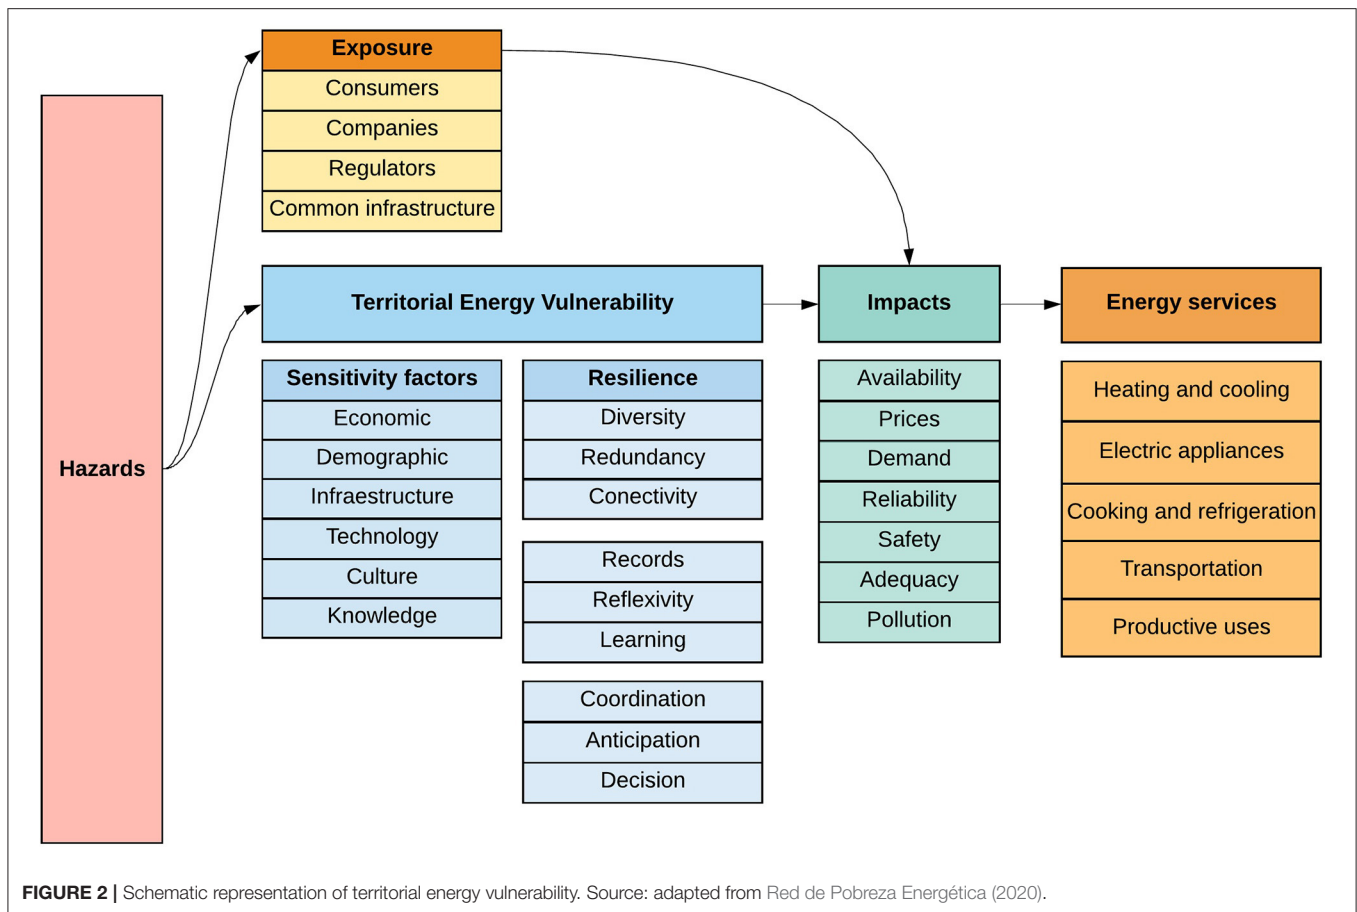 Exposure
Consumers
Companies
Regulators
Common infrastructure
Hazards
Territorial Energy Vulnerability
Sensitivity factors
Economic
Demographic
Infraestructure
Technology
Culture
Knowledge
Resilience
Diversity
Redundancy
Conectivity
Records
Reflexivity
Learning
Coordination
Anticipation
Decision
Impacts
Availability
Prices
Demand
Reliability
Safety
Adequacy
Pollution
Energy services
Heating and cooling
Electric appliances
Cooking and refrigeration
Transportation
Productive uses
FIGURE 2 | Schematic representation of territorial energy vulnerability. Source: adapted from Red de Pobreza Energética (2020).